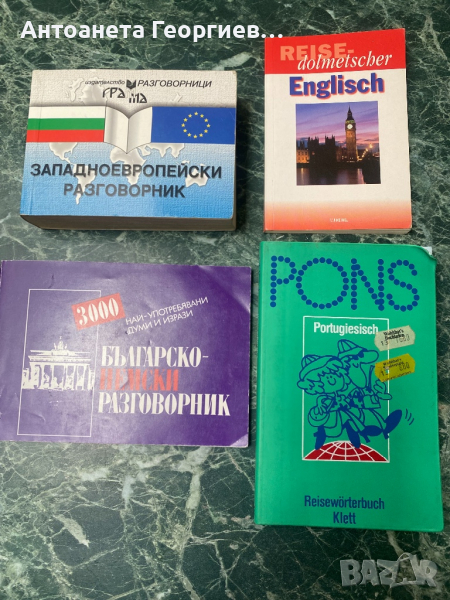 Антоанета Георгиев...
издателство РАЗГОВОРНИЦИ
ГРАМА
ЗАПАДНОЕВРОПЕЙСКИ
РАЗГОВОРНИК
REISE-
dolmetscher
Englisch
3000
НАЙ-УПОТРЕБЯВАНИ
ДУМИ И ИЗРАЗИ
БЪЛГАРСКО-
НЕМСКИ
РАЗГОВОРНИК
PONS
Portugiesisch
Reisewörterbuch
Klett
BAZAR